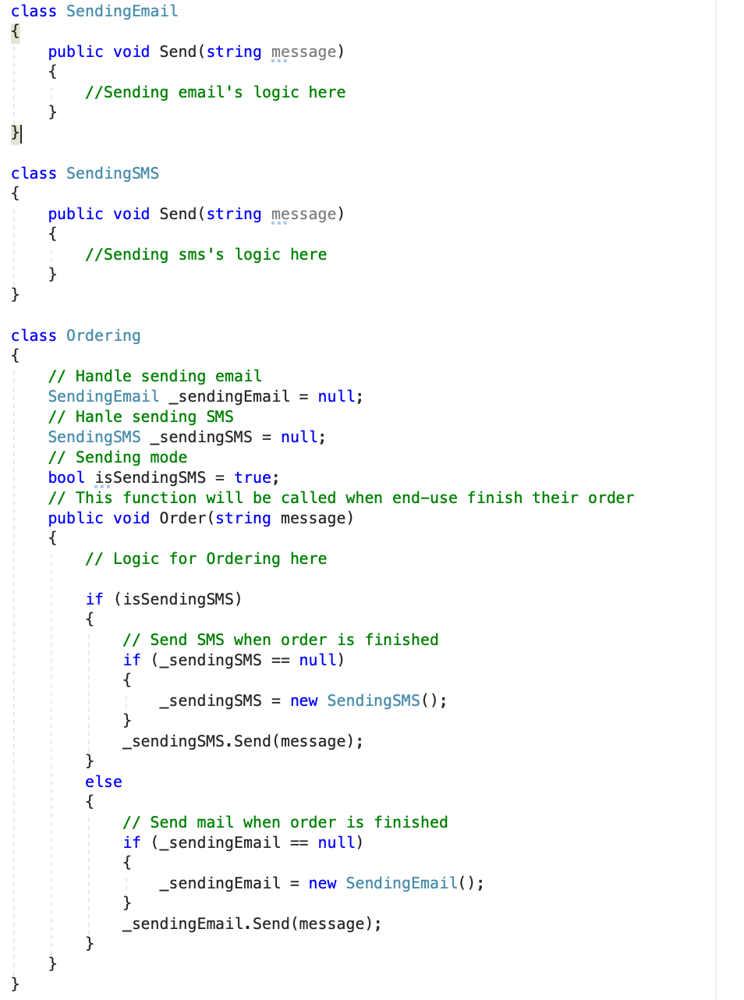 class SendingEmail
{
    public void Send(string message)
    {
        //Sending email's logic here
    }
}

class SendingSMS
{
    public void Send(string message)
    {
        //Sending sms's logic here
    }
}

class Ordering
{
    // Handle sending email
    SendingEmail _sendingEmail = null;
    // Hanle sending SMS
    SendingSMS _sendingSMS = null;
    // Sending mode
    bool isSendingSMS = true;
    // This function will be called when end-use finish their order
    public void Order(string message)
    {
        // Logic for Ordering here

        if (isSendingSMS)
        {
            // Send SMS when order is finished
            if (_sendingSMS == null)
            {
                _sendingSMS = new SendingSMS();
            }
            _sendingSMS.Send(message);
        }
        else
        {
            // Send mail when order is finished
            if (_sendingEmail == null)
            {
                _sendingEmail = new SendingEmail();
            }
            _sendingEmail.Send(message);
        }
    }
}